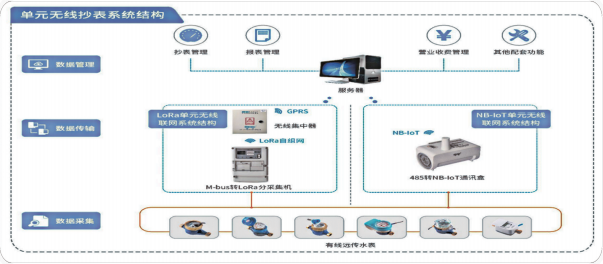 单元无线抄表系统结构
抄表管理
报表管理
营业收费管理
其他配套功能
数据管理
服务器
LoRa单元无线
联网系统结构
GPRS
无线集中器
LoRa自组网
M-bus转LoRa分采集机
NB-IoT单元无线
联网系统结构
NB-IoT
485转NB-IoT通讯盒
数据传输
数据采集
有线远传水表